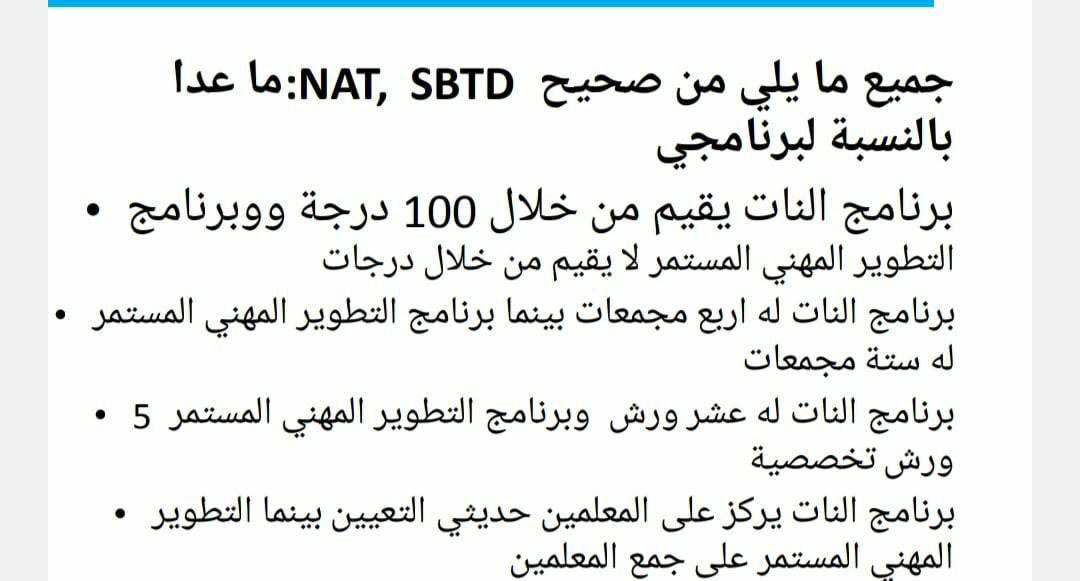 جميع ما يلي من صحيح NAT, SBTD:ما عدا
بالنسبة لبرنامجي
برنامج النات يقيم من خلال 100 درجة ووبرنامج •
التطوير المهني المستمر لا يقيم من خلال درجات
برنامج النات له اربع مجمعات بينما برنامج التطوير المهني المستمر •
له ستة مجمعات
برنامج النات له عشر ورش وبرنامج التطوير المهني المستمر 5 •
ورش تخصصية
برنامج النات يركز على المعلمين حديثي التعيين بينما التطوير •
المهني المستمر على جمع المعلمين